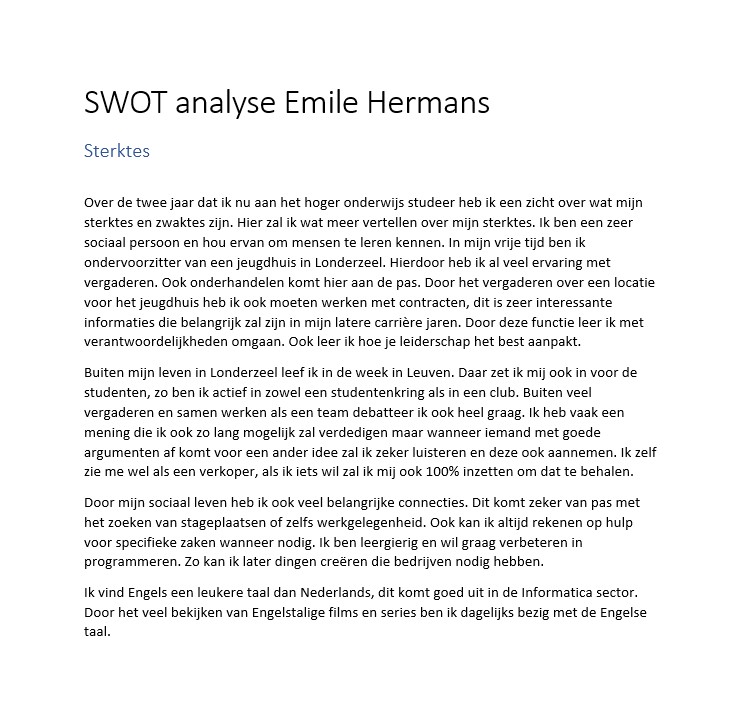 SWOT analyse Emile Hermans
Sterktes
Over de twee jaar dat ik nu aan het hoger onderwijs studeer heb ik een zicht over wat mijn
sterktes en zwaktes zijn. Hier zal ik wat meer vertellen over mijn sterktes. Ik ben een zeer
sociaal persoon en hou ervan om mensen te leren kennen. In mijn vrije tijd ben ik
ondervoorzitter van een jeugdhuis in Londerzeel. Hierdoor heb ik al veel ervaring met
vergaderen. Ook onderhandelen komt hier aan de pas. Door het vergaderen over een locatie
voor het jeugdhuis heb ik ook moeten werken met contracten, dit is zeer interessante
informaties die belangrijk zal zijn in mijn latere carrière jaren. Door deze functie leer ik met
verantwoordelijkheden omgaan. Ook leer ik hoe je leiderschap het best aanpakt.
Buiten mijn leven in Londerzeel leef ik in de week in Leuven. Daar zet ik mij ook in voor de
studenten, zo ben ik actief in zowel een studentenkring als in een club. Buiten veel
vergaderen en samen werken als een team debatteer ik ook heel graag. Ik heb vaak een
mening die ik ook zo lang mogelijk zal verdedigen maar wanneer iemand met goede
argumenten af komt voor een ander idee zal ik zeker luisteren en deze ook aannemen. Ik zelf
zie me wel als een verkoper, als ik iets wil zal ik mij ook 100% inzetten om dat te behalen.
Door mijn sociaal leven heb ik ook veel belangrijke connecties. Dit komt zeker van pas met
het zoeken van stageplaatsen of zelfs werkgelegenheid. Ook kan ik altijd rekenen op hulp
voor specifieke zaken wanneer nodig. Ik ben leergierig en wil graag verbeteren in
programmeren. Zo kan ik later dingen creëren die bedrijven nodig hebben.
Ik vind Engels een leukere taal dan Nederlands, dit komt goed uit in de Informatica sector.
Door het veel bekijken van Engelstalige films en series ben ik dagelijks bezig met de Engelse
taal.